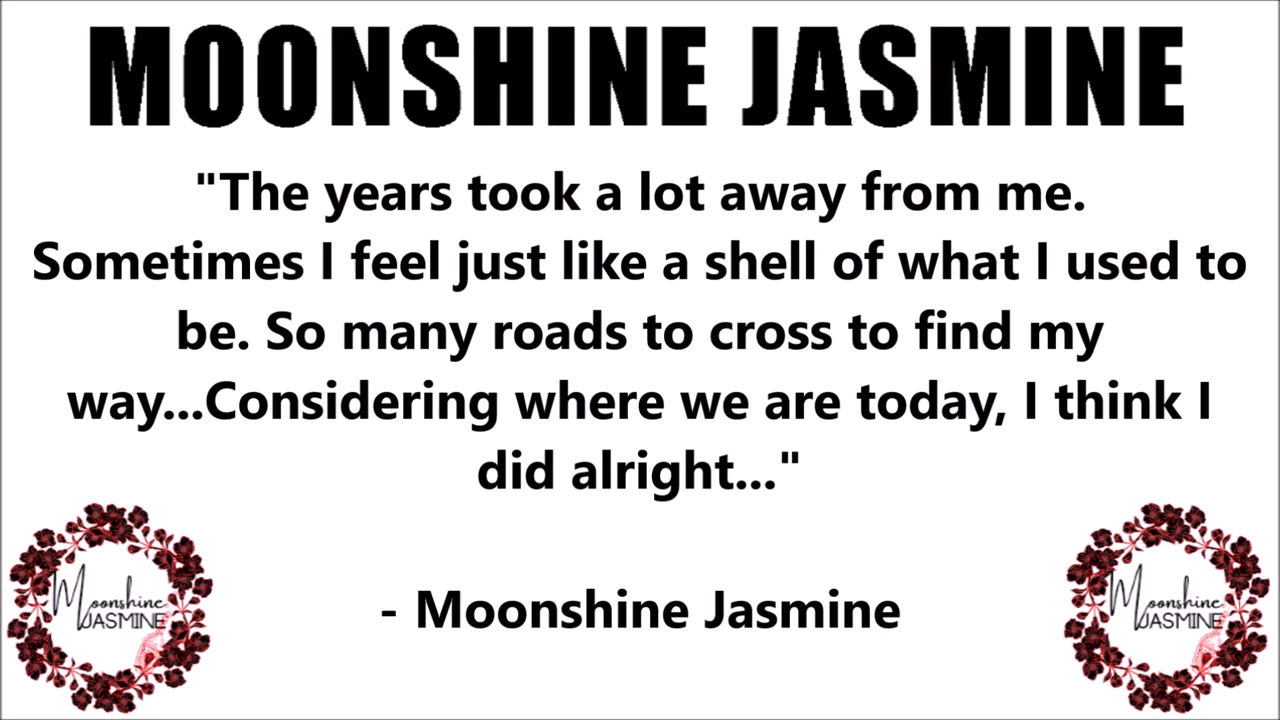 MOONSHINE JASMINE
"The years took a lot away from me.
Sometimes I feel just like a shell of what I used to
be. So many roads to cross to find my
way...Considering where we are today, I think I
did alright..."
- Moonshine Jasmine
Moonshine
JASMINE
Moonshine
JASMINE